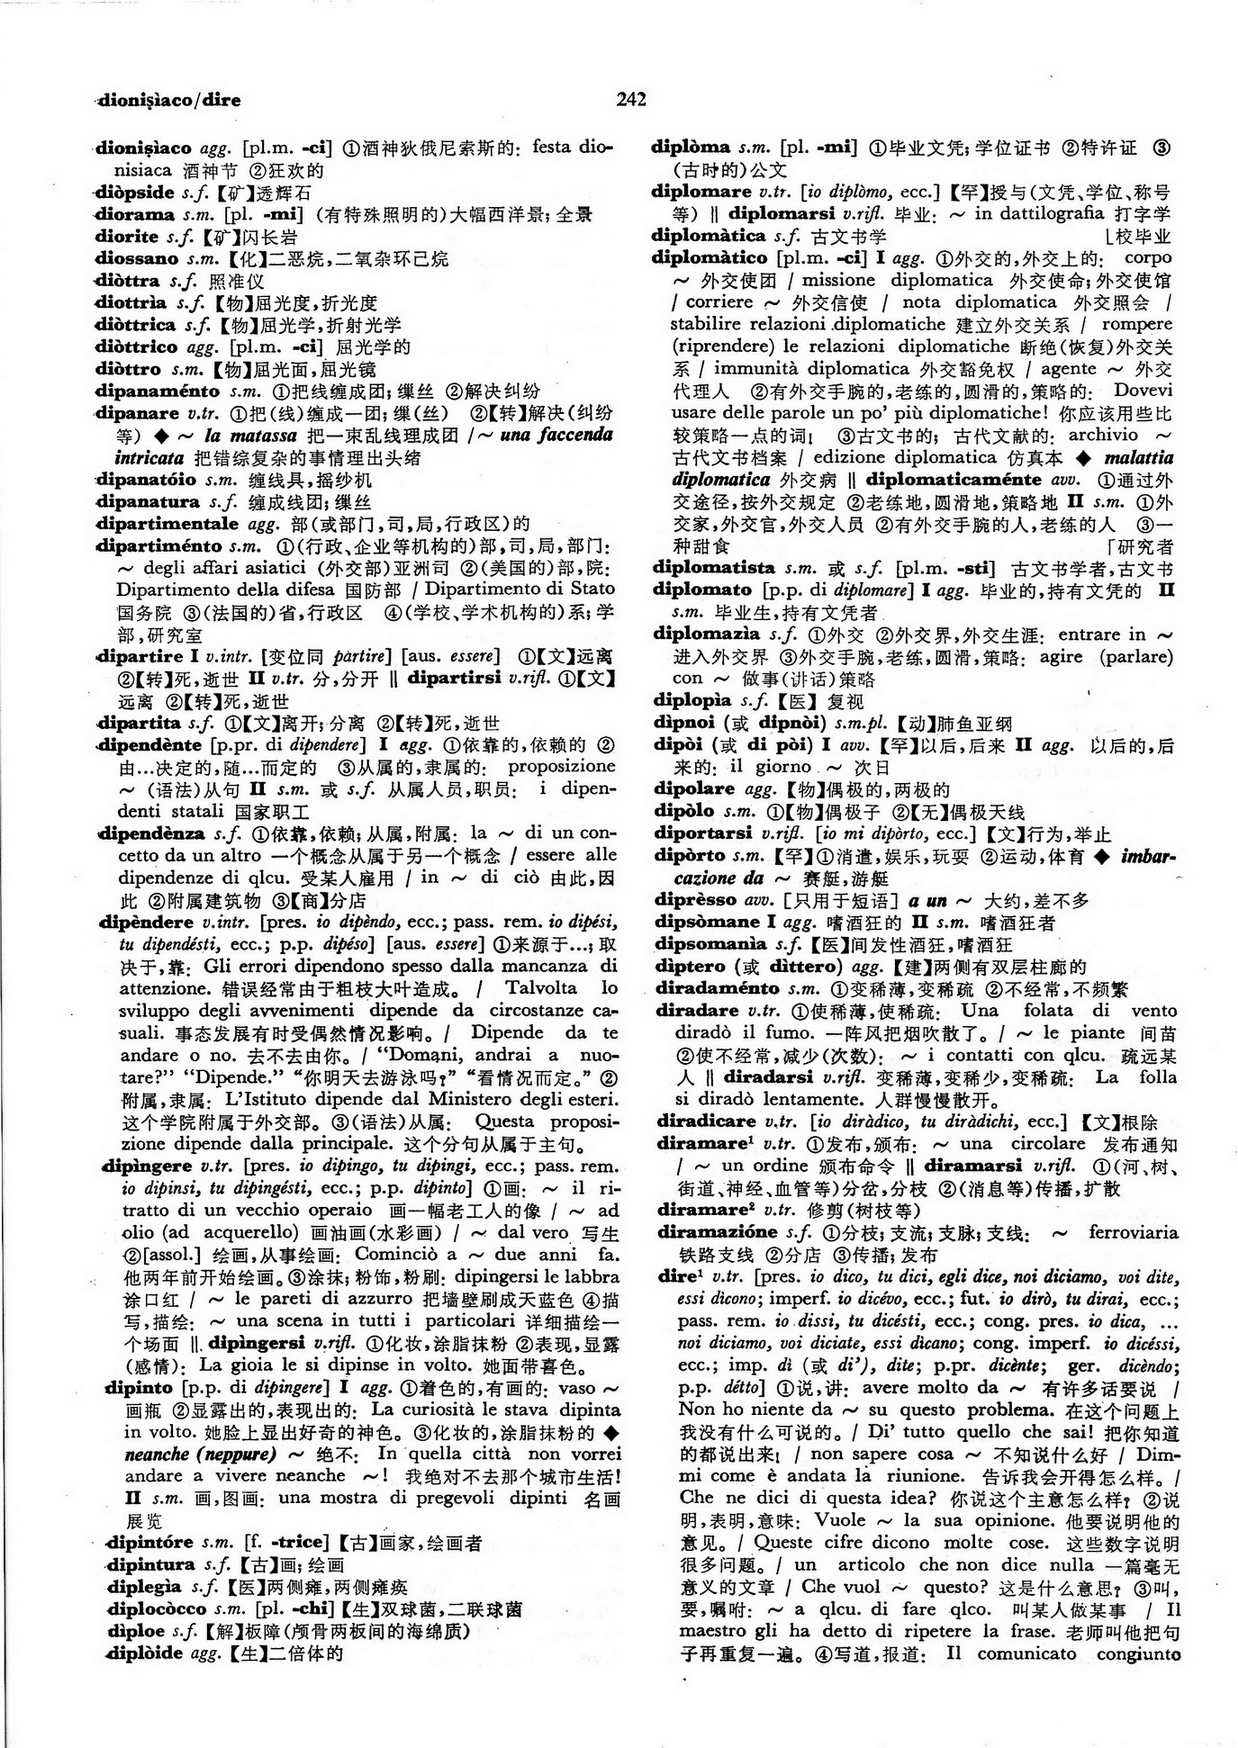 dionișìaco/dire
242
dionișìaco agg. [pl.m. -ci] ①酒神狄俄尼索斯的: festa dio-
nisiaca 酒神节 ②狂欢的
diòpside s.f.【矿】透辉石
diorama s.m. [pl. -mi] (有特殊照明的)大幅西洋景; 全景
diorite s.f.【矿】闪长岩
diossano s.m.【化】二恶烷,二氧杂环己烷
diòttra s.f. 照准仪
diottrìa s.f.【物】屈光度,折光度
diòttrica s.f.【物】屈光学,折射光学
diòttrico agg. [pl.m. -ci] 屈光学的
diòttro s.m.【物】屈光面,屈光镜
dipanaménto s.m. ①把线缠成团; 缫丝 ②解决纠纷
dipanare v.tr. ①把(线)缠成一团; 缫(丝) ②【转】解决(纠纷
等) ◆ ～ la matassa 把一束乱线理成团 /～ una faccenda
intricata 把错综复杂的事情理出头绪
dipanatóio s.m. 缠线具,摇纱机
dipanatura s.f. 缠成线团; 缫丝
dipartimentale agg. 部(或部门,司,局,行政区)的
dipartiménto s.m. ①(行政、企业等机构的)部,司,局,部门:
～ degli affari asiatici (外交部)亚洲司 ②(美国的)部,院:
Dipartimento della difesa 国防部 / Dipartimento di Stato
国务院 ③(法国的)省,行政区 ④(学校、学术机构的)系; 学
部,研究室
dipartire I v.intr. [变位同 partire] [aus. essere] ①【文】远离
②【转】死,逝世 II v.tr. 分,分开 ‖ dipartirsi v.rifl. ①【文】
远离 ②【转】死,逝世
dipartita s.f. ①【文】离开; 分离 ②【转】死,逝世
dipendènte [p.pr. di dipendere] I agg. ①依靠的,依赖的 ②
由…决定的,随…而定的 ③从属的,隶属的: proposizione
～ (语法)从句 II s.m. 或 s.f. 从属人员,职员: i dipen-
denti statali 国家职工
dipendènza s.f. ①依靠,依赖; 从属,附属: la ～ di un con-
cetto da un altro 一个概念从属于另一个概念 / essere alle
dipendenze di qlcu. 受某人雇用 / in ～ di ciò 由此,因
此 ②附属建筑物 ③【商】分店
dipèndere v.intr. [pres. io dipèndo, ecc.; pass. rem. io dipési,
tu dipendésti, ecc.; p.p. dipéso] [aus. essere] ①来源于…; 取
决于,靠: Gli errori dipendono spesso dalla mancanza di
attenzione. 错误经常由于粗枝大叶造成。 / Talvolta lo
sviluppo degli avvenimenti dipende da circostanze ca-
suali. 事态发展有时受偶然情况影响。 / Dipende da te
andare o no. 去不去由你。 / “Domani, andrai a nuo-
tare?” “Dipende.” “你明天去游泳吗?” “看情况而定。” ②
附属,隶属: L'Istituto dipende dal Ministero degli esteri.
这个学院附属于外交部。 ③(语法)从属: Questa proposi-
zione dipende dalla principale. 这个分句从属于主句。
dipìngere v.tr. [pres. io dipingo, tu dipingi, ecc.; pass. rem.
io dipinsi, tu dipingésti, ecc.; p.p. dipinto] ①画: ～ il ri-
tratto di un vecchio operaio 画一幅老工人的像 / ～ ad
olio (ad acquerello) 画油画(水彩画) / ～ dal vero 写生
②[assol.] 绘画,从事绘画: Cominciò a ～ due anni fa.
他两年前开始绘画。③涂抹; 粉饰,粉刷: dipingersi le labbra
涂口红 / ～ le pareti di azzurro 把墙壁刷成天蓝色 ④描
写,描绘: ～ una scena in tutti i particolari 详细描绘一
个场面 ‖ dipìngersi v.rifl. ①化妆,涂脂抹粉 ②表现,显露
(感情): La gioia le si dipinse in volto. 她面带喜色。
dipinto [p.p. di dipingere] I agg. ①着色的,有画的: vaso ～
画瓶 ②显露出的,表现出的: La curiosità le stava dipinta
in volto. 她脸上显出好奇的神色。 ③化妆的,涂脂抹粉的 ◆
neanche (neppure) ～ 绝不: In quella città non vorrei
andare a vivere neanche ～! 我绝对不去那个城市生活!
II s.m. 画,图画: una mostra di pregevoli dipinti 名画
展览
dipintóre s.m. [f. -trice]【古】画家,绘画者
dipintura s.f.【古】画; 绘画
diplegìa s.f.【医】两侧瘫,两侧瘫痪
diplocòcco s.m. [pl. -chi]【生】双球菌,二联球菌
dìploe s.f.【解】板障(颅骨两板间的海绵质)
diplòide agg.【生】二倍体的
diplòma s.m. [pl. -mi] ①毕业文凭; 学位证书 ②特许证 ③
(古时的)公文
diplomare v.tr. [io diplòmo, ecc.]【罕】授与(文凭、学位、称号
等) ‖ diplomarsi v.rifl. 毕业: ～ in dattilografia 打字学
diplomàtica s.f. 古文书学 ⌊校毕业
diplomàtico [pl.m. -ci] I agg. ①外交的,外交上的: corpo
～ 外交使团 / missione diplomatica 外交使命; 外交使馆
/ corriere ～ 外交信使 / nota diplomatica 外交照会 /
stabilire relazioni diplomatiche 建立外交关系 / rompere
(riprendere) le relazioni diplomatiche 断绝(恢复)外交关
系 / immunità diplomatica 外交豁免权 / agente ～ 外交
代理人 ②有外交手腕的,老练的,圆滑的,策略的: Dovevi
usare delle parole un po' più diplomatiche! 你应该用些比
较策略一点的词! ③古文书的; 古代文献的: archivio ～
古代文书档案 / edizione diplomatica 仿真本 ◆ malattia
diplomatica 外交病 ‖ diplomaticaménte avv. ①通过外
交途径,按外交规定 ②老练地,圆滑地,策略地 II s.m. ①外
交家,外交官,外交人员 ②有外交手腕的人,老练的人 ③一
种甜食 ⌈研究者
diplomatista s.m. 或 s.f. [pl.m. -sti] 古文书学者,古文书
diplomato [p.p. di diplomare] I agg. 毕业的,持有文凭的 II
s.m. 毕业生,持有文凭者
diplomazìa s.f. ①外交 ②外交界,外交生涯: entrare in ～
进入外交界 ③外交手腕,老练,圆滑,策略: agire (parlare)
con ～ 做事(讲话)策略
diplopìa s.f.【医】复视
dìpnoi (或 dipnòi) s.m.pl.【动】肺鱼亚纲
dipòi (或 di pòi) I avv.【罕】以后,后来 II agg. 以后的,后
来的: il giorno ～ 次日
dipolare agg.【物】偶极的,两极的
dipòlo s.m. ①【物】偶极子 ②【无】偶极天线
diportarsi v.rifl. [io mi dipòrto, ecc.]【文】行为,举止
dipòrto s.m.【罕】①消遣,娱乐,玩耍 ②运动,体育 ◆ imbar-
cazione da ～ 赛艇,游艇
diprèsso avv. [只用于短语] a un ～ 大约,差不多
dipsòmane I agg. 嗜酒狂的 II s.m. 嗜酒狂者
dipsomanìa s.f.【医】间发性酒狂,嗜酒狂
dìptero (或 dìttero) agg.【建】两侧有双层柱廊的
diradaménto s.m. ①变稀薄,变稀疏 ②不经常,不频繁
diradare v.tr. ①使稀薄,使稀疏: Una folata di vento
diradò il fumo. 一阵风把烟吹散了。 / ～ le piante 间苗
②使不经常,减少(次数): ～ i contatti con qlcu. 疏远某
人 ‖ diradarsi v.rifl. 变稀薄,变稀少,变稀疏: La folla
si diradò lentamente. 人群慢慢散开。
diradicare v.tr. [io diràdico, tu diràdichi, ecc.]【文】根除
diramare¹ v.tr. ①发布,颁布: ～ una circolare 发布通知
/ ～ un ordine 颁布命令 ‖ diramarsi v.rifl. ①(河、树、
街道、神经、血管等)分岔,分枝 ②(消息等)传播,扩散
diramare² v.tr. 修剪(树枝等)
diramazióne s.f. ①分枝; 支流; 支脉; 支线: ～ ferroviaria
铁路支线 ②分店 ③传播; 发布
dire¹ v.tr. [pres. io dico, tu dici, egli dice, noi diciamo, voi dite,
essi dìcono; imperf. io dicévo, ecc.; fut. io dirò, tu dirai, ecc.;
pass. rem. io dissi, tu dicésti, ecc.; cong. pres. io dica, …
noi diciamo, voi diciate, essi dìcano; cong. imperf. io dicéssi,
ecc.; imp. dì (或 di'), dite; p.pr. dicènte; ger. dicèndo;
p.p. détto] ①说,讲: avere molto da ～ 有许多话要说 /
Non ho niente da ～ su questo problema. 在这个问题上
我没有什么可说的。 / Di' tutto quello che sai! 把你知道
的都说出来! / non sapere cosa ～ 不知说什么好 / Dim-
mi come è andata la riunione. 告诉我会开得怎么样。 /
Che ne dici di questa idea? 你说这个主意怎么样? ②说
明,表明,意味: Vuole ～ la sua opinione. 他要说明他的
意见。 / Queste cifre dicono molte cose. 这些数字说明
很多问题。 / un articolo che non dice nulla 一篇毫无
意义的文章 / Che vuol ～ questo? 这是什么意思? ③叫,
要,嘱咐: ～ a qlcu. di fare qlco. 叫某人做某事 / Il
maestro gli ha detto di ripetere la frase. 老师叫他把句
子再重复一遍。 ④写道,报道: Il comunicato congiunto